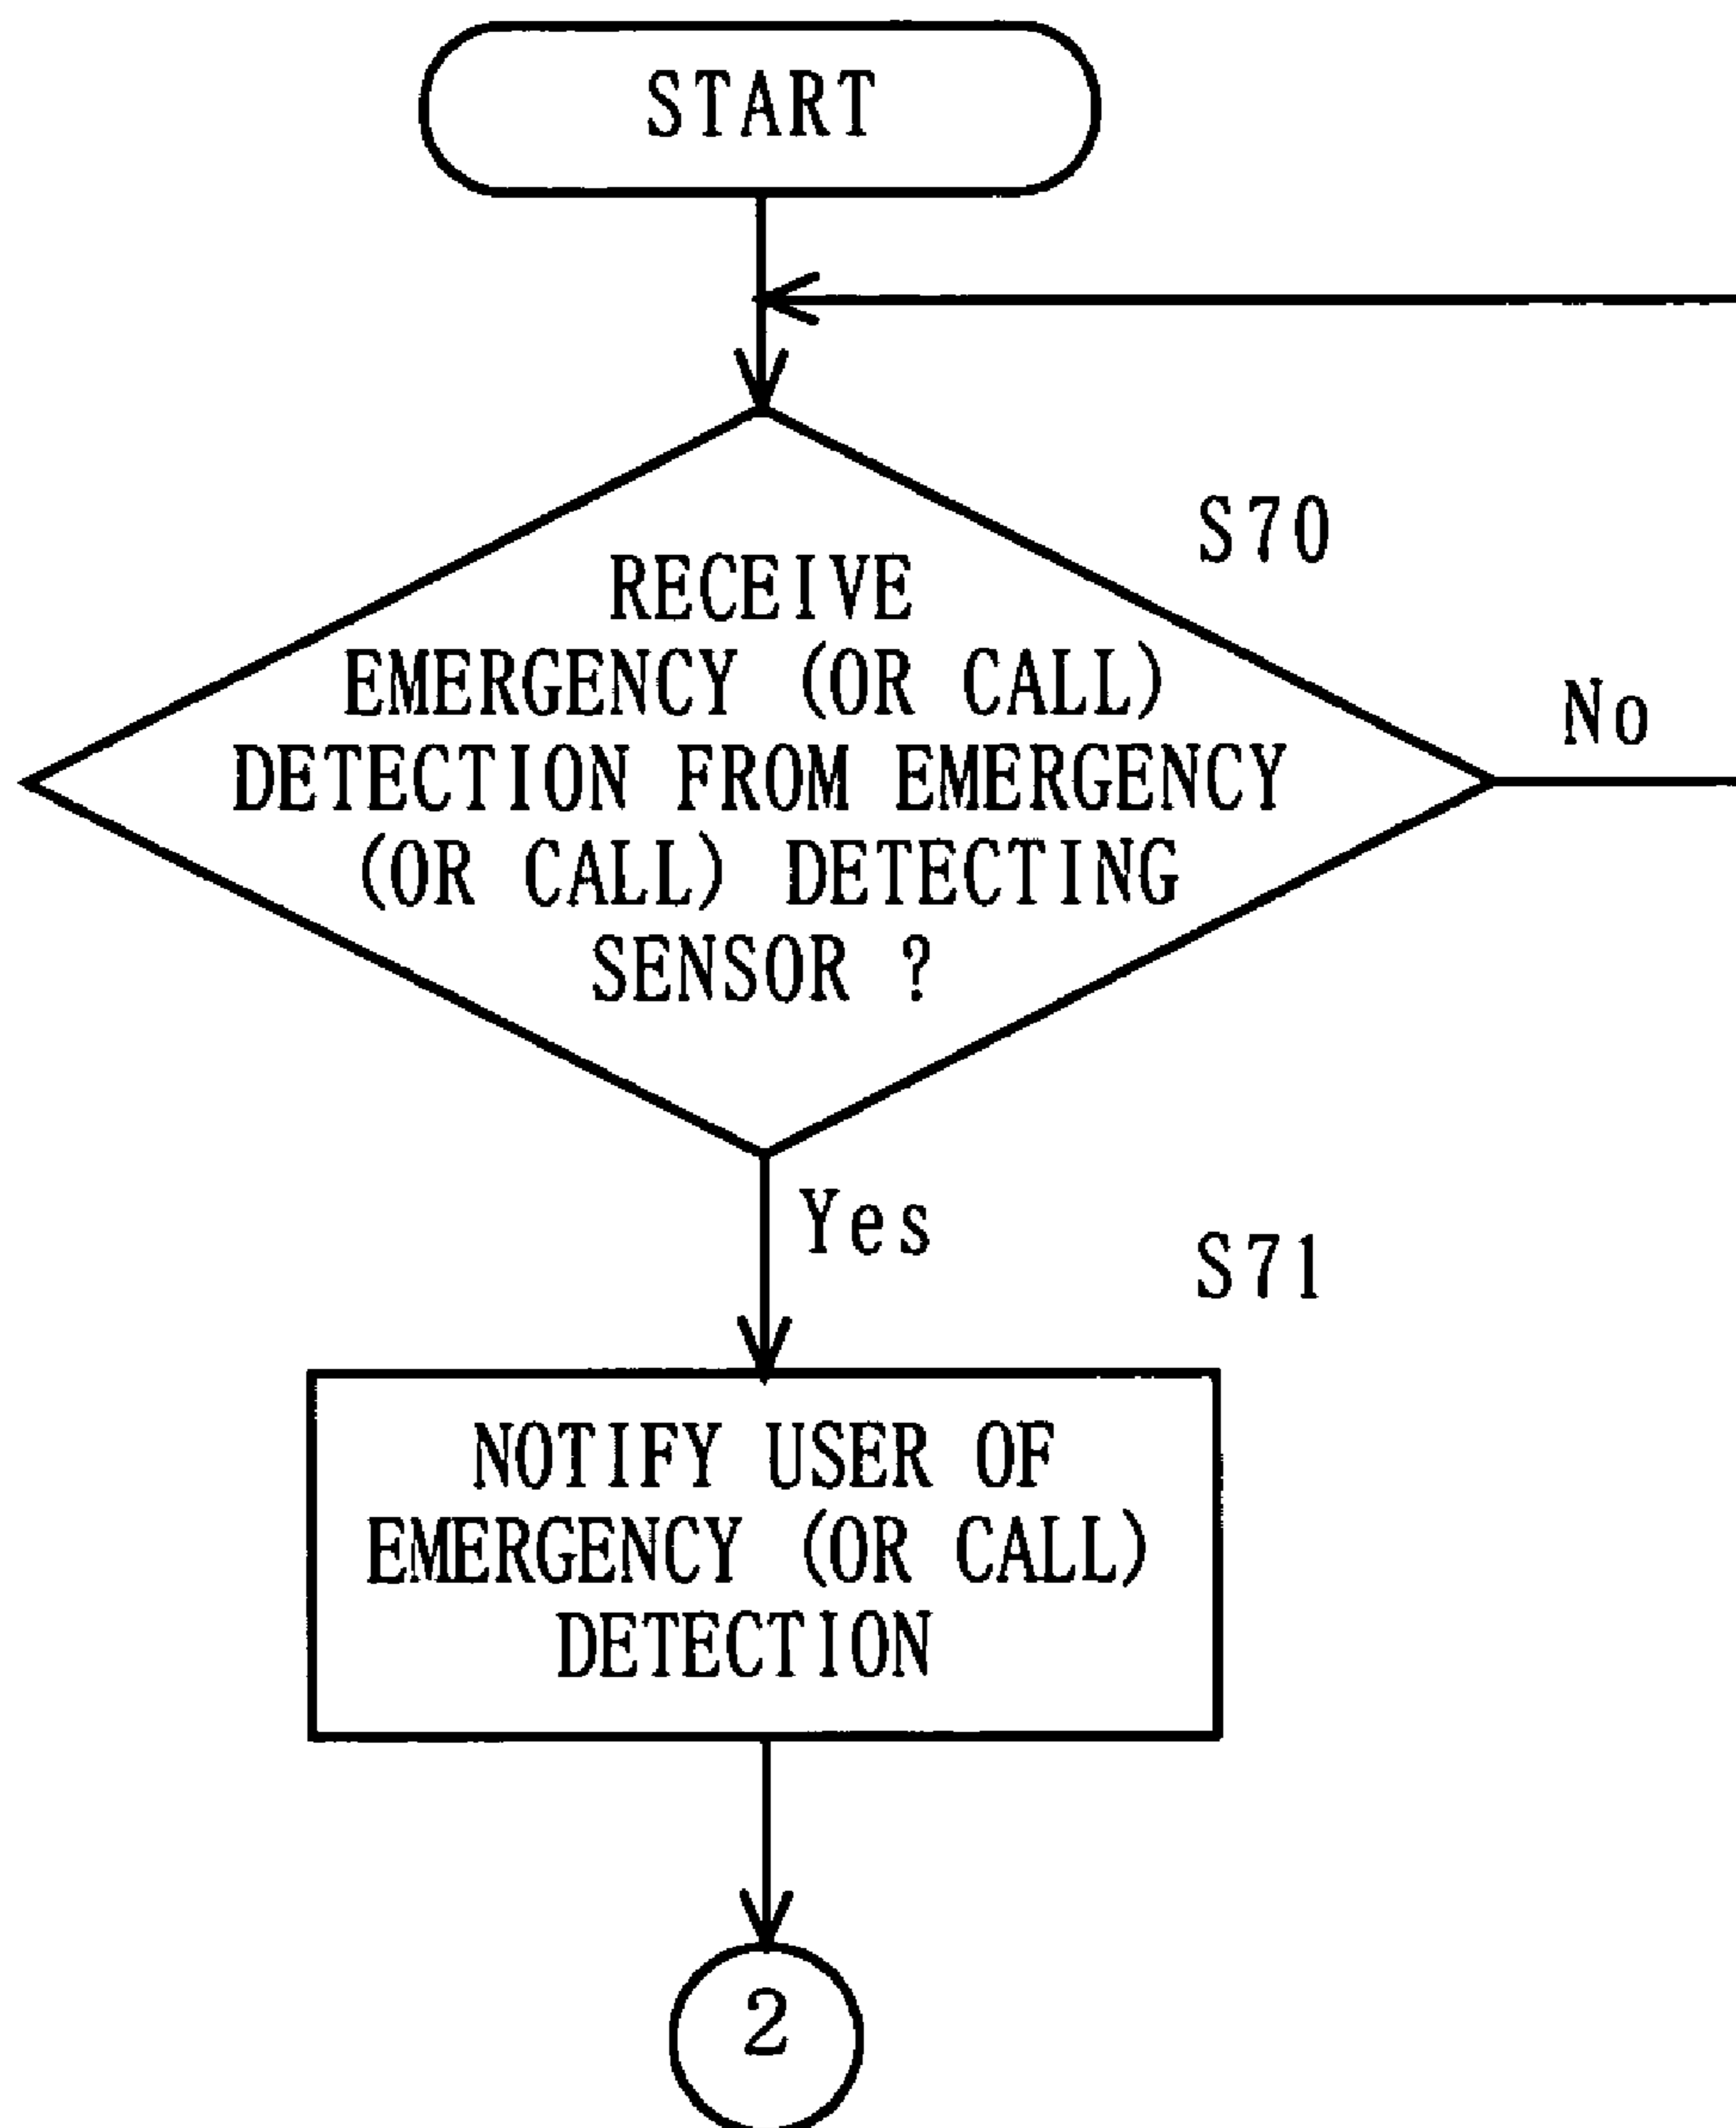 START
S70
RECEIVE
EMERGENCY (OR CALL)
DETECTION FROM EMERGENCY
(OR CALL) DETECTING
SENSOR ?
No
Yes
S71
NOTIFY USER OF
EMERGENCY (OR CALL)
DETECTION
2